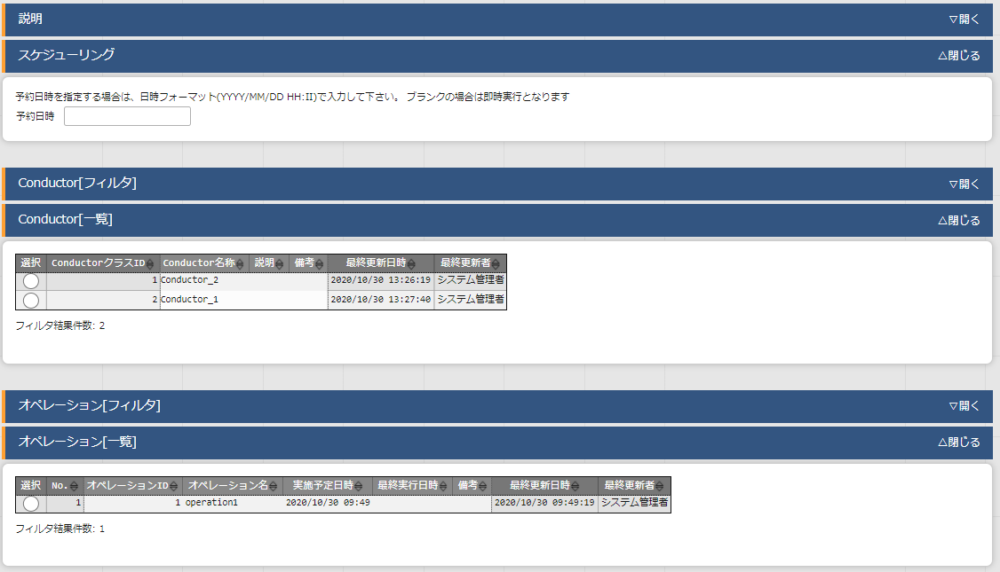 説明 ▽開く
スケジューリング △閉じる
予約日時を指定する場合は、日時フォーマット(YYYY/MM/DD HH:II)で入力して下さい。 ブランクの場合は即時実行となります
予約日時
Conductor[フィルタ] ▽開く
Conductor[一覧] △閉じる
選択 ConductorクラスID Conductor名称 説明 備考 最終更新日時 最終更新者
1 Conductor_2 2020/10/30 13:26:19 システム管理者
2 Conductor_1 2020/10/30 13:27:40 システム管理者
フィルタ結果件数: 2
オペレーション[フィルタ] ▽開く
オペレーション[一覧] △閉じる
選択 No. オペレーションID オペレーション名 実施予定日時 最終実行日時 備考 最終更新日時 最終更新者
1 1 operation1 2020/10/30 09:49 2020/10/30 09:49:19 システム管理者
フィルタ結果件数: 1